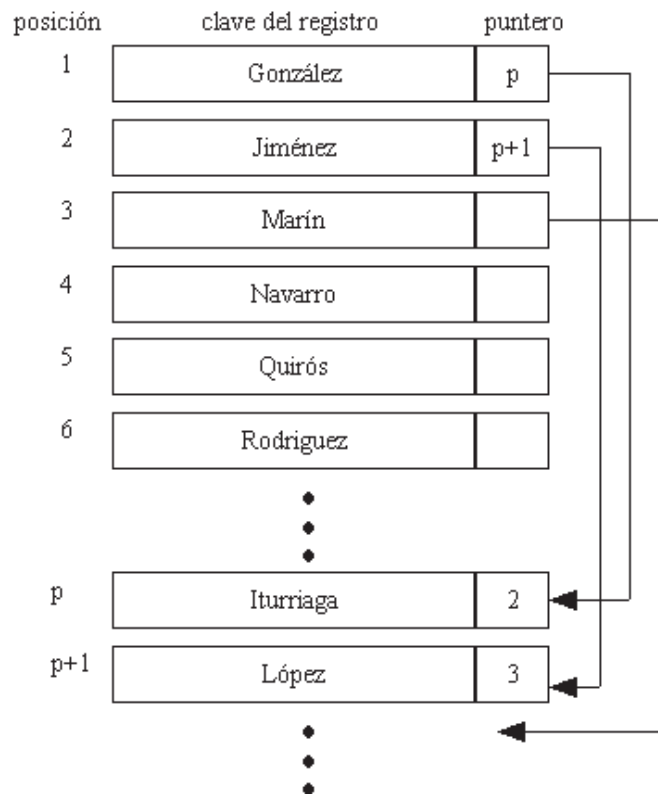 posición clave del registro puntero
1 González p
2 Jiménez p+1
3 Marín
4 Navarro
5 Quirós
6 Rodriguez
p Iturriaga 2
p+1 López 3